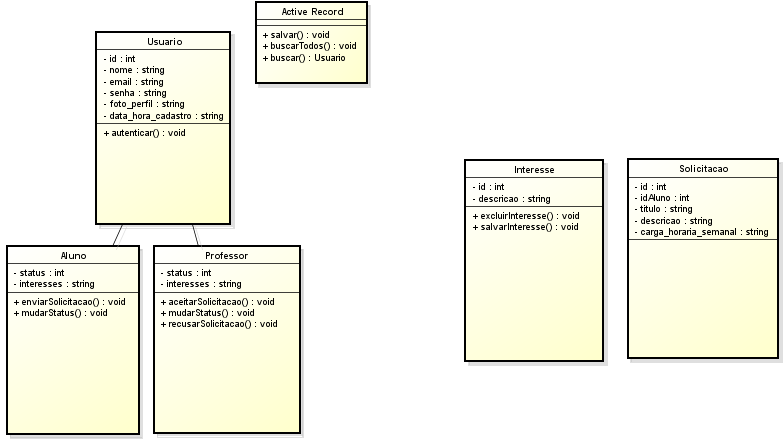 Active Record
+ salvar() : void
+ buscarTodos() : void
+ buscar() : Usuario
Usuario
- id : int
- nome : string
- email : string
- senha : string
- foto_perfil : string
- data_hora_cadastro : string
+ autenticar() : void
Interesse
- id : int
- descricao : string
+ excluirInteresse() : void
+ salvarInteresse() : void
Solicitacao
- id : int
- idAluno : int
- titulo : string
- descricao : string
- carga_horaria_semanal : string
Aluno
- status : int
- interesses : string
+ enviarSolicitacao() : void
+ mudarStatus() : void
Professor
- status : int
- interesses : string
+ aceitarSolicitacao() : void
+ mudarStatus() : void
+ recusarSolicitacao() : void